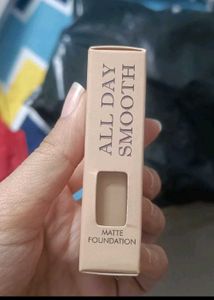 ALL DAY
SMOOTH
MATTE
FOUNDATION